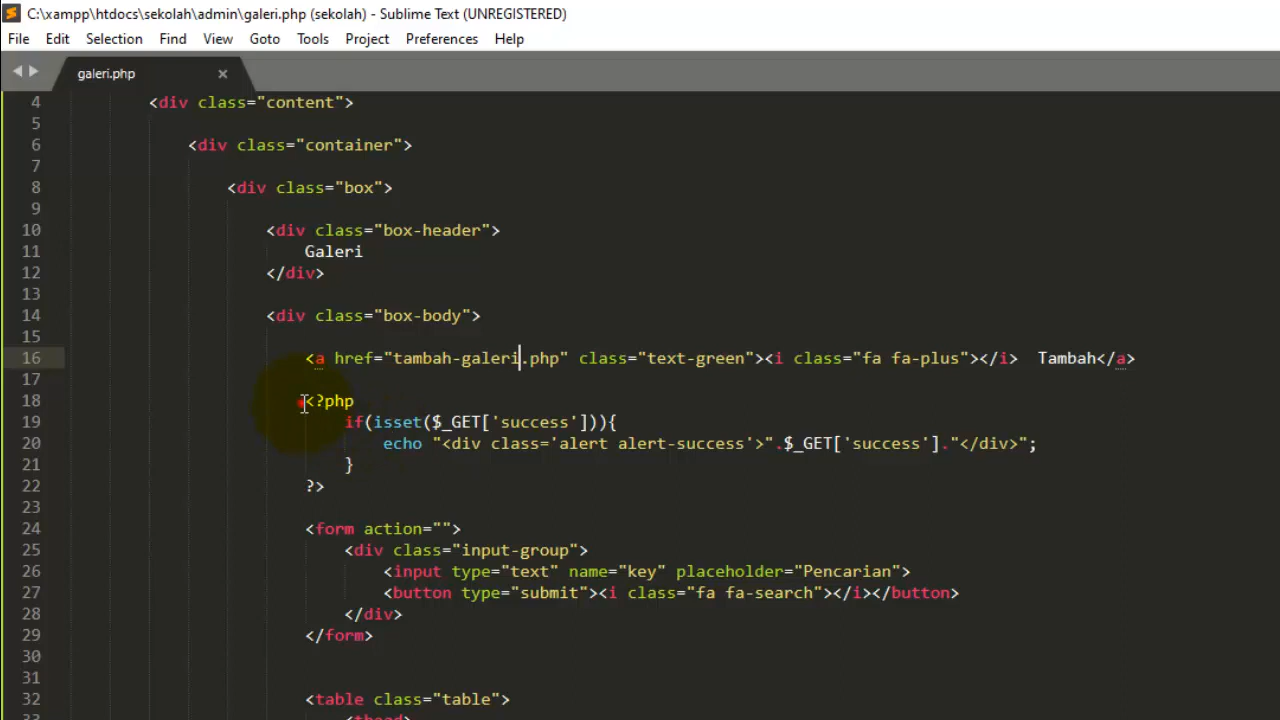 C:\xampp\htdocs\sekolah\admin\galeri.php (sekolah) - Sublime Text (UNREGISTERED)
File Edit Selection Find View Goto Tools Project Preferences Help
galeri.php
4 <div class="content">
5
6 <div class="container">
7
8 <div class="box">
9
10 <div class="box-header">
11 Galeri
12 </div>
13
14 <div class="box-body">
15
16 <a href="tambah-galeri.php" class="text-green"><i class="fa fa-plus"></i> Tambah</a>
17
18 <?php
19 if(isset($_GET['success'])){
20 echo "<div class='alert alert-success'>".$_GET['success']."</div>";
21 }
22 ?>
23
24 <form action="">
25 <div class="input-group">
26 <input type="text" name="key" placeholder="Pencarian">
27 <button type="submit"><i class="fa fa-search"></i></button>
28 </div>
29 </form>
30
31
32 <table class="table">
33 <thead>